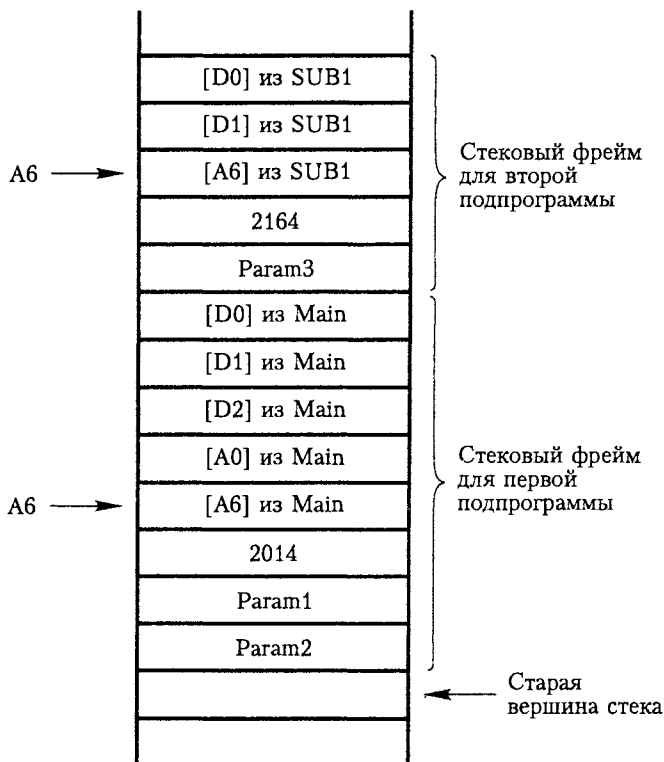 [D0] из SUB1
[D1] из SUB1
A6
[A6] из SUB1
2164
Param3
Стековый фрейм
для второй
подпрограммы
[D0] из Main
[D1] из Main
[D2] из Main
[A0] из Main
A6
[A6] из Main
2014
Param1
Param2
Стековый фрейм
для первой
подпрограммы
Старая
вершина стека